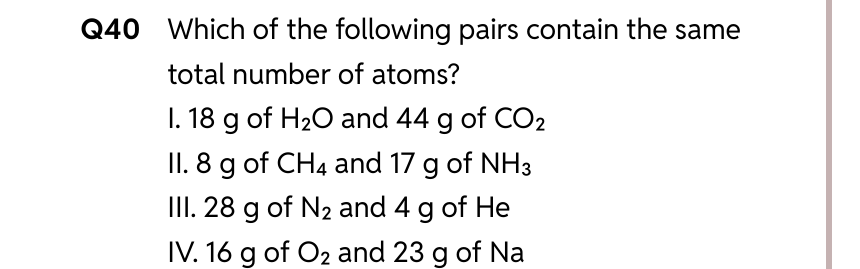 Q40 Which of the following pairs contain the same
total number of atoms?
I. 18 g of H₂O and 44 g of CO₂
II. 8 g of CH₄ and 17 g of NH₃
III. 28 g of N₂ and 4 g of He
IV. 16 g of O₂ and 23 g of Na